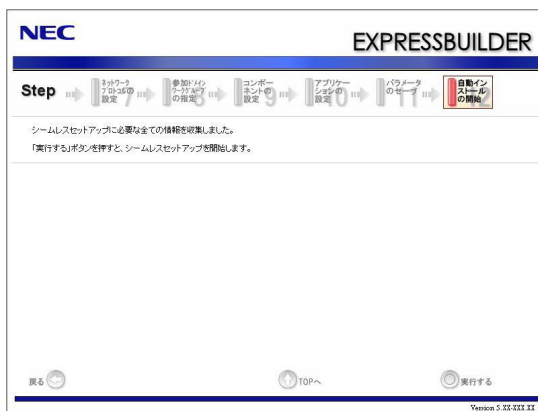 NEC
EXPRESSBUILDER
Step
ネットワーク
プロトコルの
設定
7
参加ドメイン
ワークグループ
の指定
8
コンポー
ネントの
設定
9
アプリケー
ションの
設定
10
パラメータ
のセーブ
11
自動イン
ストール
の開始
12
シームレスセットアップに必要な全ての情報を収集しました。
「実行する」ボタンを押すと、シームレスセットアップを開始します。
戻る
TOPへ
実行する
Version 5.XX-XXX.XX